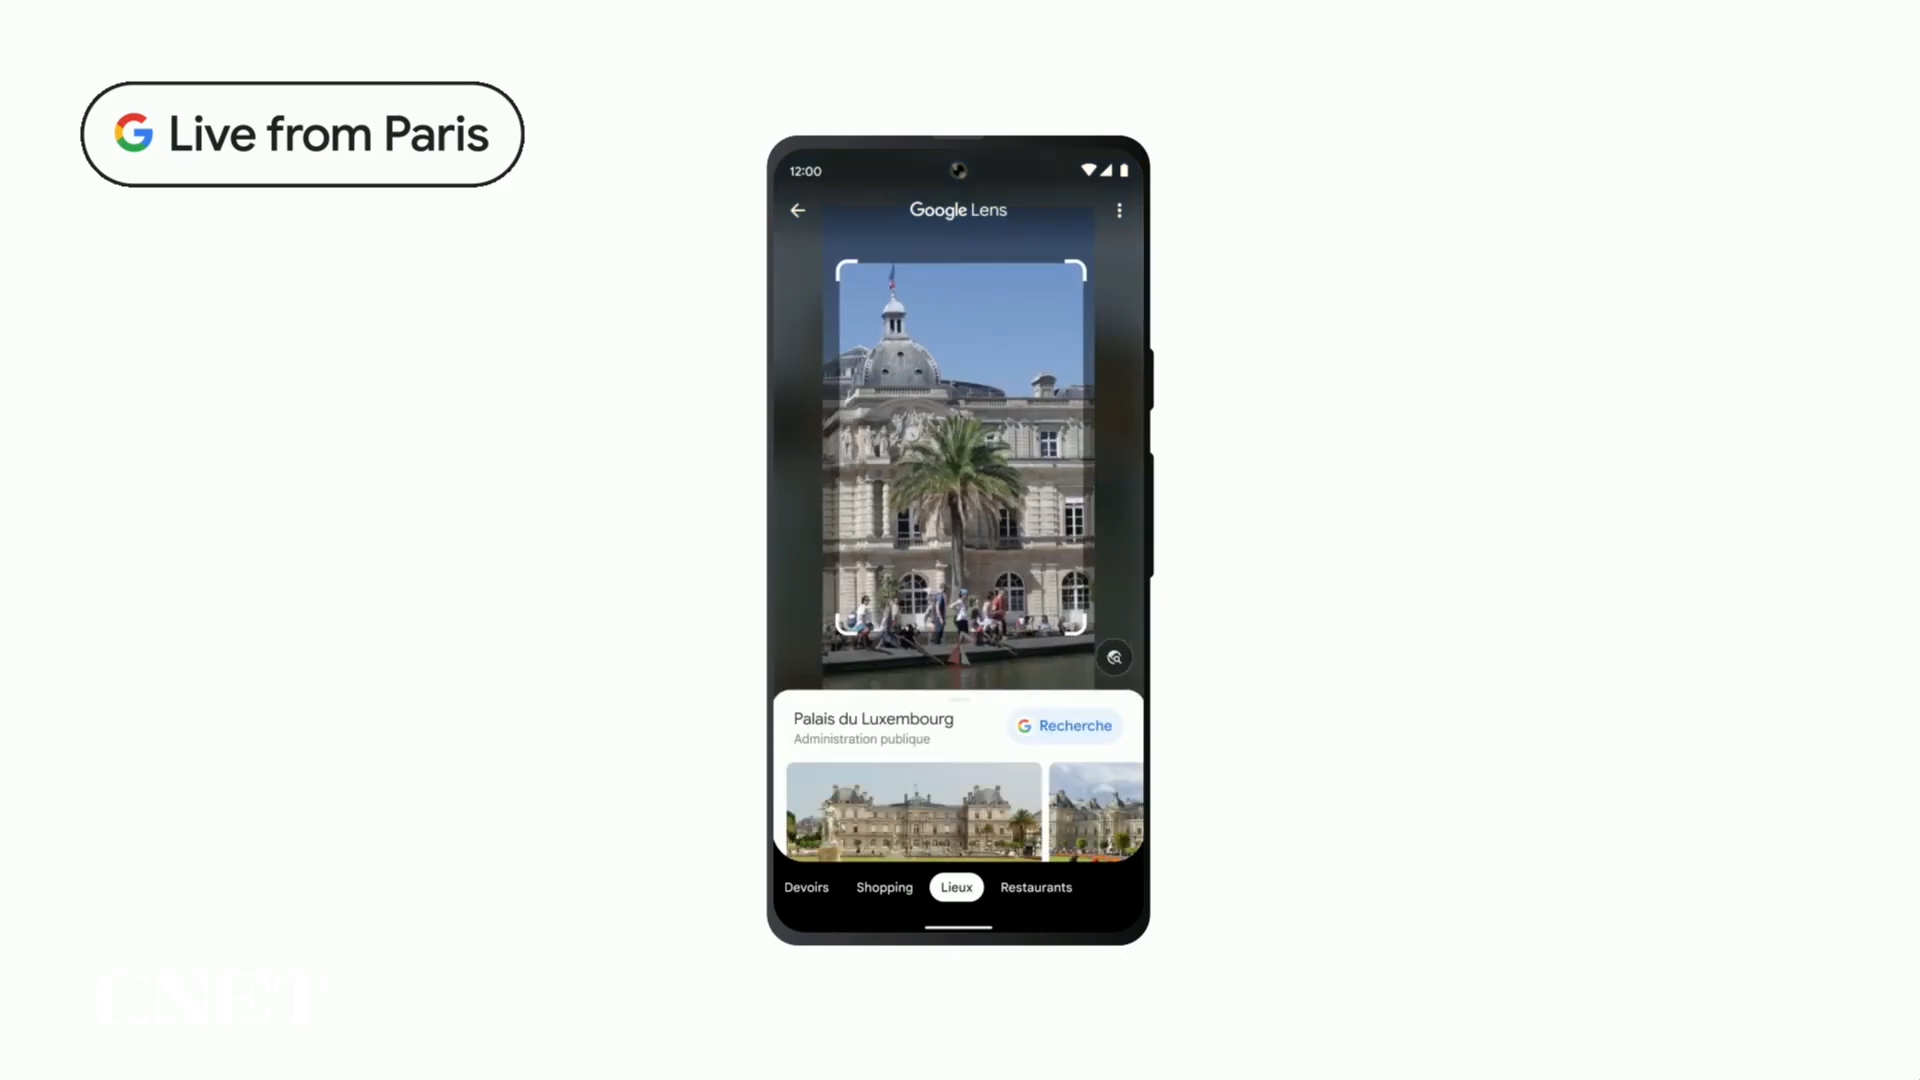 Live from Paris
12:00
Google Lens
Palais du Luxembourg
Administration publique
Recherche
Devoirs
Shopping
Lieux
Restaurants
CNET